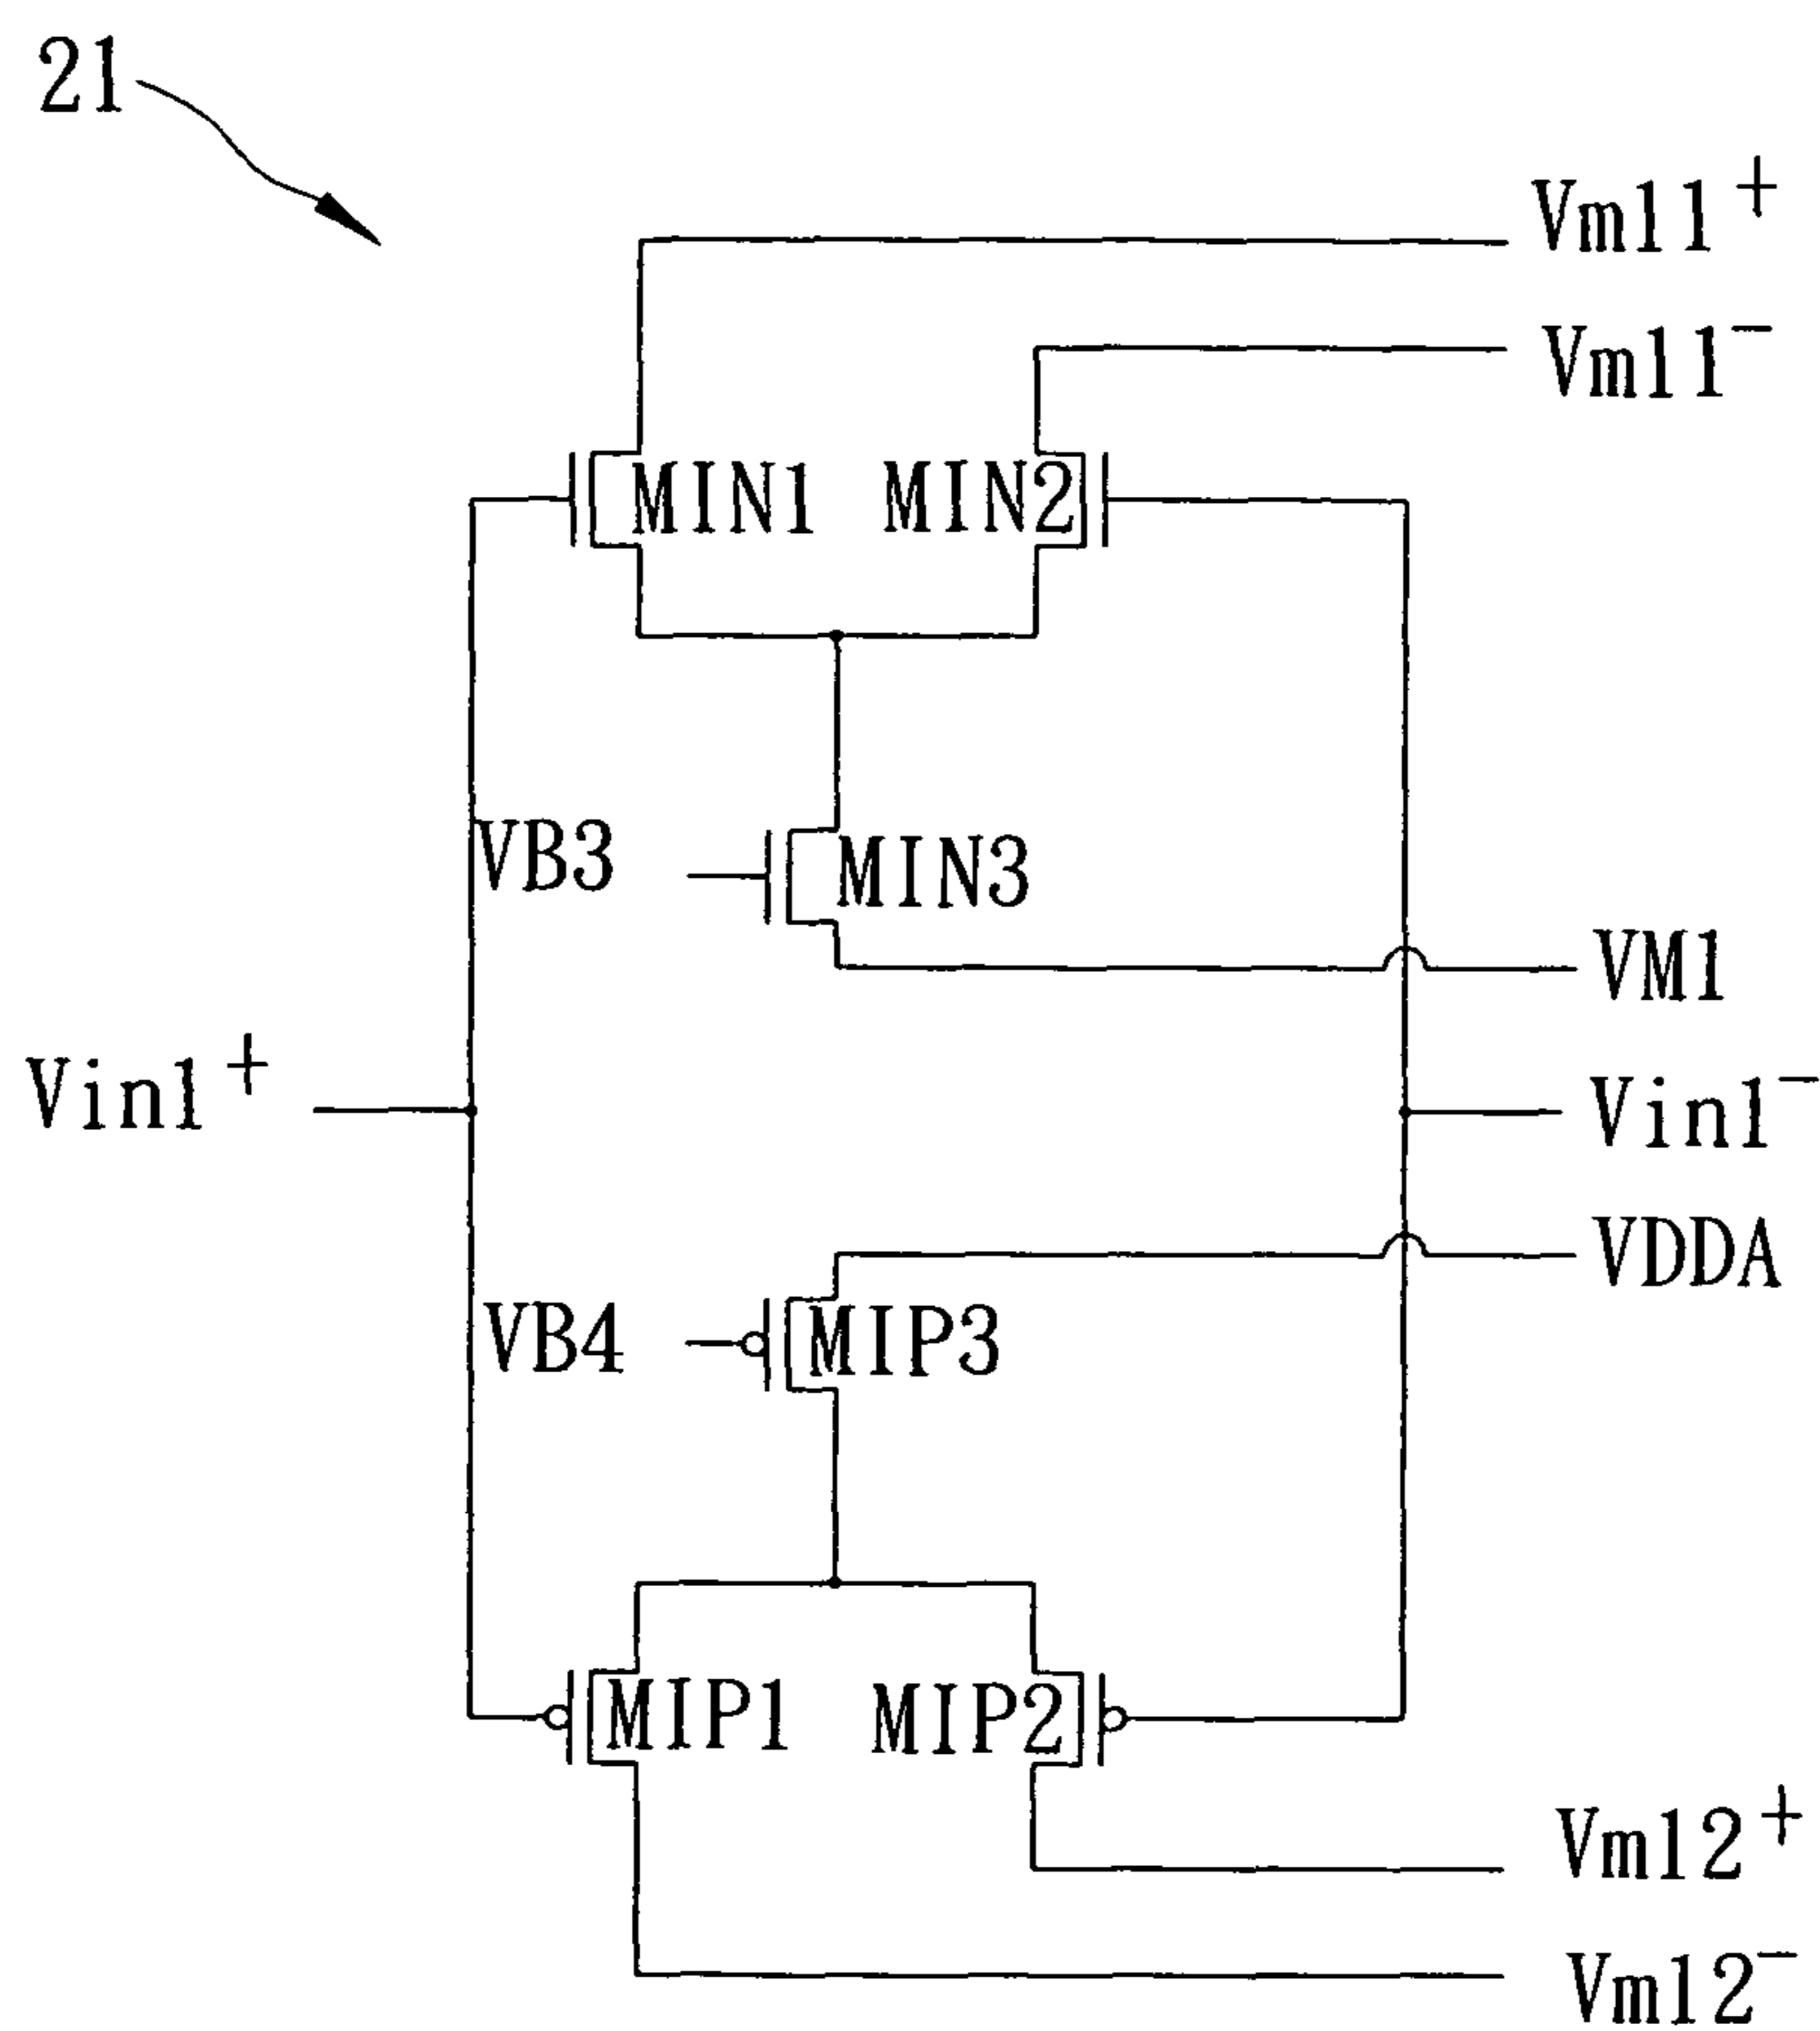 21
Vm11+
Vm11-
MIN1 MIN2
VB3 MIN3
VM1
Vin1+ Vin1-
VDDA
VB4 MIP3
MIP1 MIP2
Vm12+
Vm12-